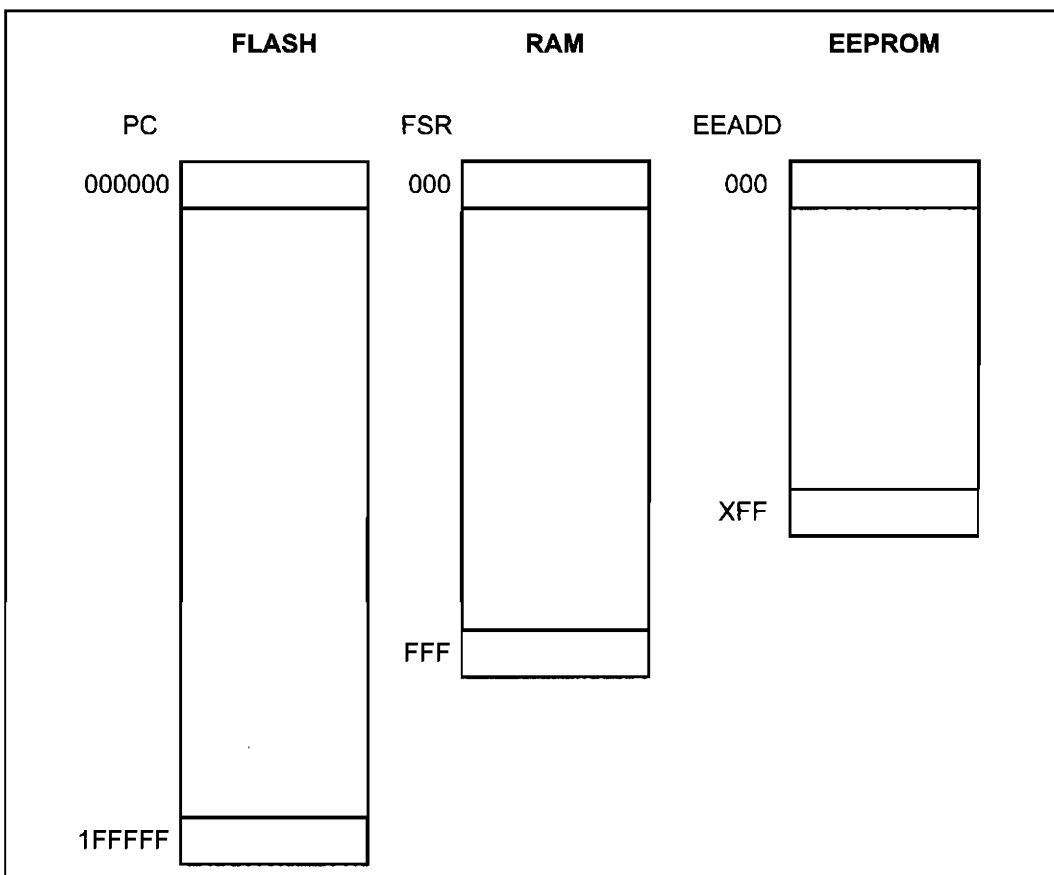 FLASH RAM EEPROM
PC FSR EEADD
000000 000 000
XFF
FFF
1FFFFF